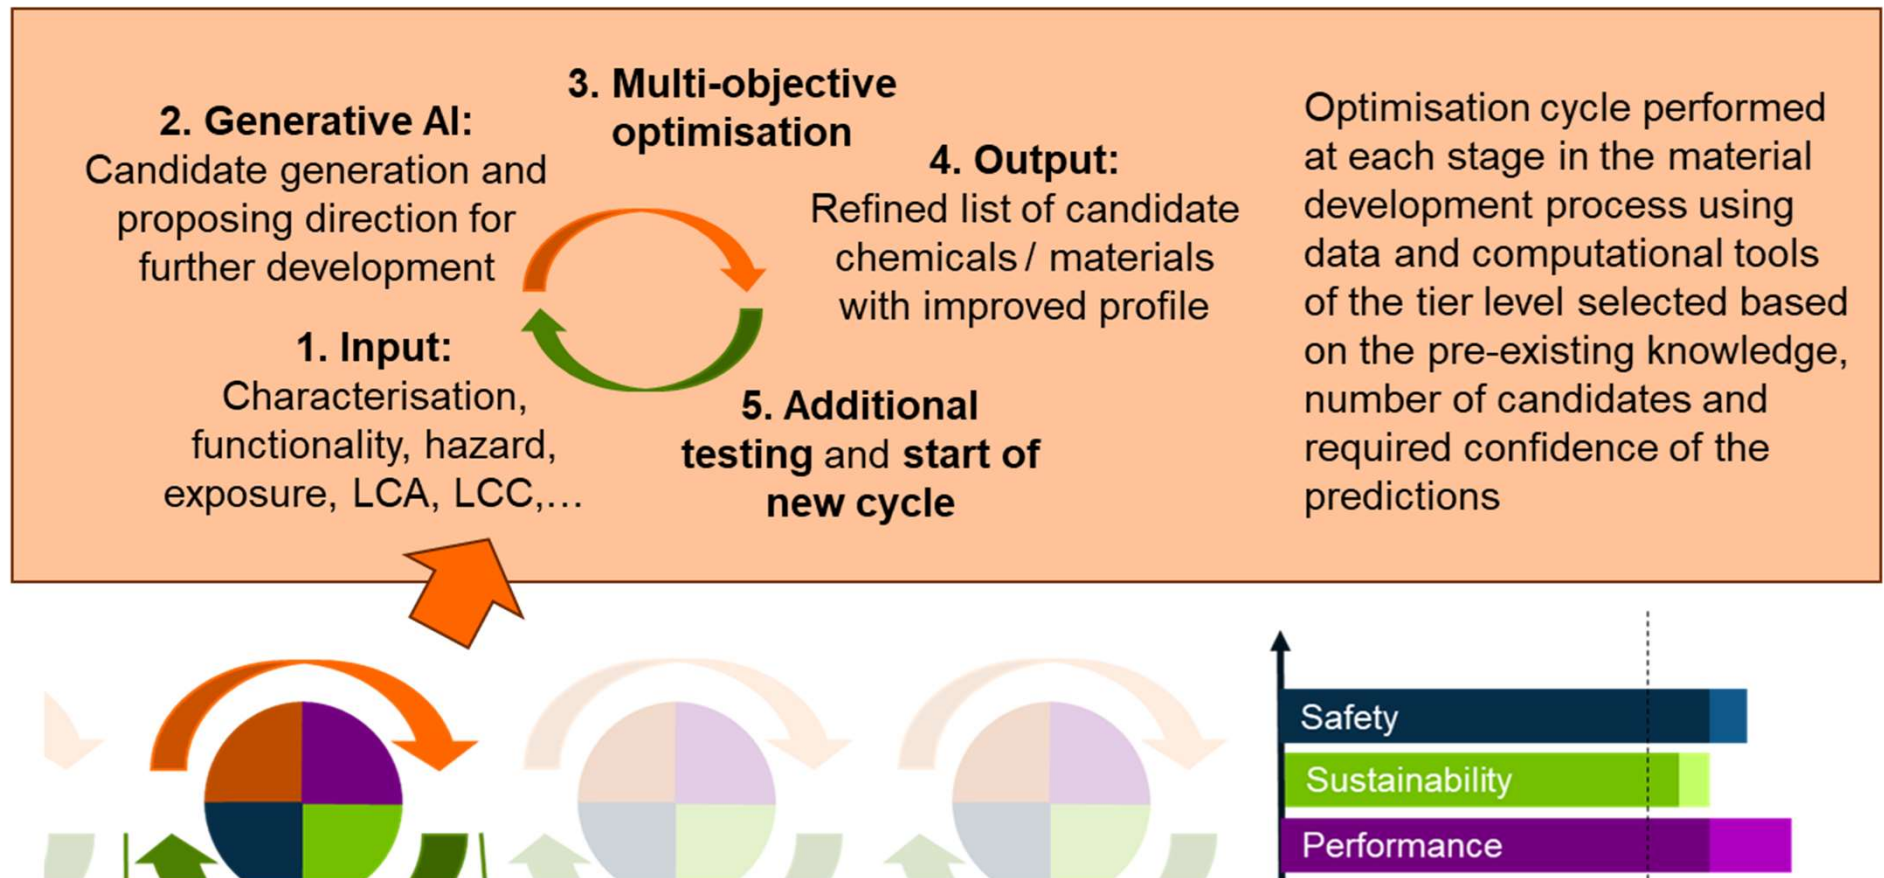 2. Generative AI:
Candidate generation and
proposing direction for
further development
3. Multi-objective
optimisation
4. Output:
Refined list of candidate
chemicals / materials
with improved profile
1. Input:
Characterisation,
functionality, hazard,
exposure, LCA, LCC,...
5. Additional
testing and start of
new cycle
Optimisation cycle performed
at each stage in the material
development process using
data and computational tools
of the tier level selected based
on the pre-existing knowledge,
number of candidates and
required confidence of the
predictions
Safety
Sustainability
Performance